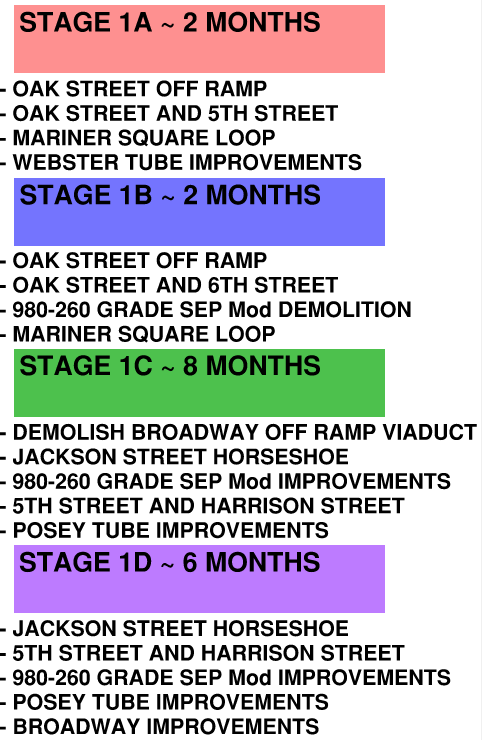 STAGE 1A ~ 2 MONTHS
- OAK STREET OFF RAMP
- OAK STREET AND 5TH STREET
- MARINER SQUARE LOOP
- WEBSTER TUBE IMPROVEMENTS
STAGE 1B ~ 2 MONTHS
- OAK STREET OFF RAMP
- OAK STREET AND 6TH STREET
- 980-260 GRADE SEP Mod DEMOLITION
- MARINER SQUARE LOOP
STAGE 1C ~ 8 MONTHS
- DEMOLISH BROADWAY OFF RAMP VIADUCT
- JACKSON STREET HORSESHOE
- 980-260 GRADE SEP Mod IMPROVEMENTS
- 5TH STREET AND HARRISON STREET
- POSEY TUBE IMPROVEMENTS
STAGE 1D ~ 6 MONTHS
- JACKSON STREET HORSESHOE
- 5TH STREET AND HARRISON STREET
- 980-260 GRADE SEP Mod IMPROVEMENTS
- POSEY TUBE IMPROVEMENTS
- BROADWAY IMPROVEMENTS